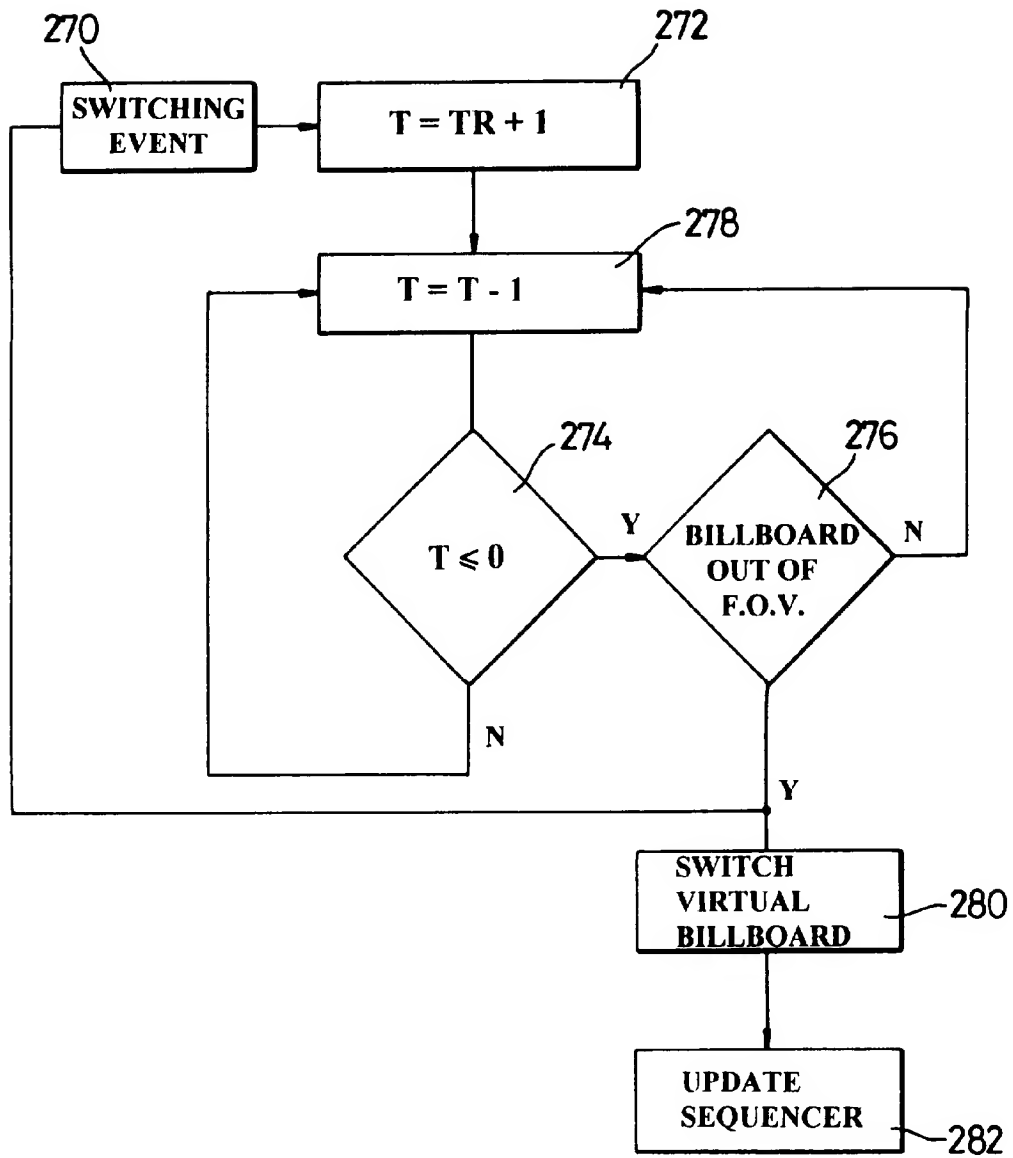 270
272
SWITCHING
EVENT
T = TR + 1
278
T = T - 1
274
276
T ⩽ 0
Y
BILLBOARD
OUT OF
F.O.V.
N
N
Y
SWITCH
VIRTUAL
BILLBOARD
280
UPDATE
SEQUENCER
282